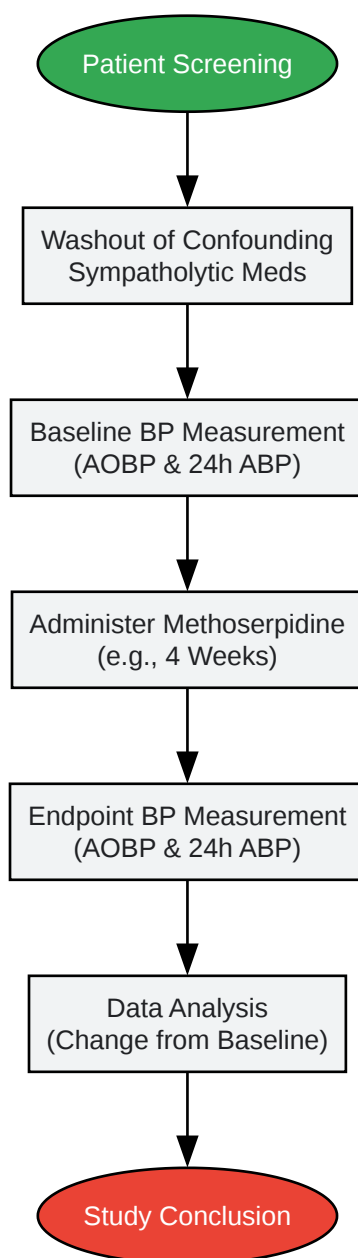 Patient Screening
Washout of Confounding
Sympatholytic Meds
Baseline BP Measurement
(AOBP & 24h ABP)
Administer Methoserpidine
(e.g., 4 Weeks)
Endpoint BP Measurement
(AOBP & 24h ABP)
Data Analysis
(Change from Baseline)
Study Conclusion